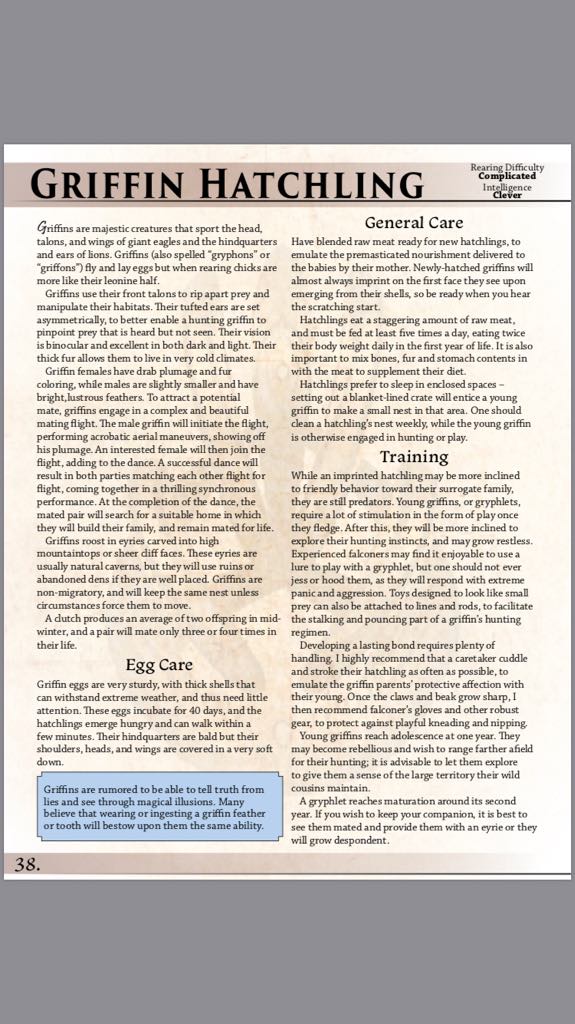 GRIFFIN HATCHLING
Rearing Difficulty
Complicated
Intelligence
Clever
Griffins are majestic creatures that sport the head,
talons, and wings of giant eagles and the hindquarters
and ears of lions. Griffins (also spelled “gryphons” or
“griffons”) fly and lay eggs but when rearing chicks are
more like their leonine half.
Griffins use their front talons to rip apart prey and
manipulate their habitats. Their tufted ears are set
asymmetrically, to better enable a hunting griffin to
pinpoint prey that is heard but not seen. Their vision
is binocular and excellent in both dark and light. Their
thick fur allows them to live in very cold climates.
Griffin females have drab plumage and fur
coloring, while males are slightly smaller and have
bright,lustrous feathers. To attract a potential
mate, griffins engage in a complex and beautiful
mating flight. The male griffin will initiate the flight,
performing acrobatic aerial maneuvers, showing off
his plumage. An interested female will then join the
flight, adding to the dance. A successful dance will
result in both parties matching each other flight for
flight, coming together in a thrilling synchronous
performance. At the completion of the dance, the
mated pair will search for a suitable home in which
they will build their family, and remain mated for life.
Griffins roost in eyries carved into high
mountaintops or sheer cliff faces. These eyries are
usually natural caverns, but they will use ruins or
abandoned dens if they are well placed. Griffins are
non-migratory, and will keep the same nest unless
circumstances force them to move.
A clutch produces an average of two offspring in mid-
winter, and a pair will mate only three or four times in
their life.
Egg Care
Griffin eggs are very sturdy, with thick shells that
can withstand extreme weather, and thus need little
attention. These eggs incubate for 40 days, and the
hatchlings emerge hungry and can walk within a
few minutes. Their hindquarters are bald but their
shoulders, heads, and wings are covered in a very soft
down.
Griffins are rumored to be able to tell truth from
lies and see through magical illusions. Many
believe that wearing or ingesting a griffin feather
or tooth will bestow upon them the same ability.
General Care
Have blended raw meat ready for new hatchlings, to
emulate the premasticated nourishment delivered to
the babies by their mother. Newly-hatched griffins will
almost always imprint on the first face they see upon
emerging from their shells, so be ready when you hear
the scratching start.
Hatchlings eat a staggering amount of raw meat,
and must be fed at least five times a day, eating twice
their body weight daily in the first year of life. It is also
important to mix bones, fur and stomach contents in
with the meat to supplement their diet.
Hatchlings prefer to sleep in enclosed spaces –
setting out a blanket-lined crate will entice a young
griffin to make a small nest in that area. One should
clean a hatchling’s nest weekly, while the young griffin
is otherwise engaged in hunting or play.
Training
While an imprinted hatchling may be more inclined
to friendly behavior toward their surrogate family,
they are still predators. Young griffins, or gryphlets,
require a lot of stimulation in the form of play once
they fledge. After this, they will be more inclined to
explore their hunting instincts, and may grow restless.
Experienced falconers may find it enjoyable to use a
lure to play with a gryphlet, but one should not ever
jess or hood them, as they will respond with extreme
panic and aggression. Toys designed to look like small
prey can also be attached to lines and rods, to facilitate
the stalking and pouncing part of a griffin’s hunting
regimen.
Developing a lasting bond requires plenty of
handling. I highly recommend that a caretaker cuddle
and stroke their hatchling as often as possible, to
emulate the griffin parents’ protective affection with
their young. Once the claws and beak grow sharp, I
then recommend falconer’s gloves and other robust
gear, to protect against playful kneading and nipping.
Young griffins reach adolescence at one year. They
may become rebellious and wish to range farther afield
for their hunting; it is advisable to let them explore
to give them a sense of the large territory their wild
cousins maintain.
A gryphlet reaches maturation around its second
year. If you wish to keep your companion, it is best to
see them mated and provide them with an eyrie or they
will grow despondent.
38.